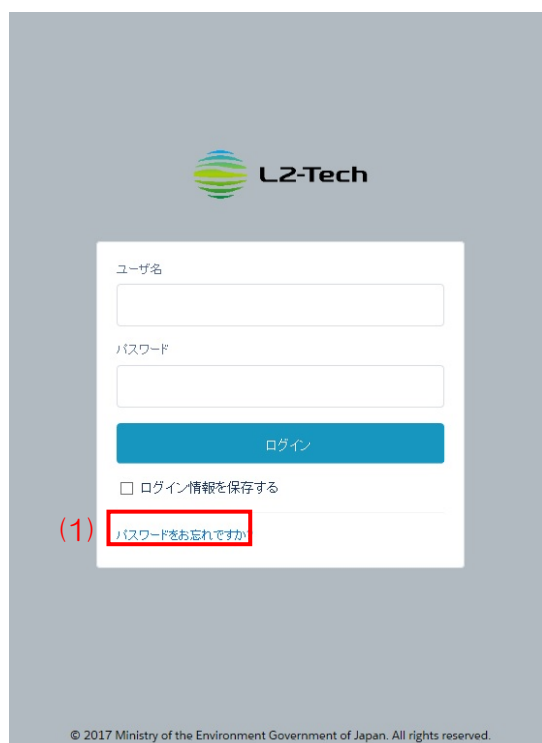 L2-Tech
ユーザ名
パスワード
ログイン
ログイン情報を保存する
(1)
パスワードをお忘れですか?
© 2017 Ministry of the Environment Government of Japan. All rights reserved.